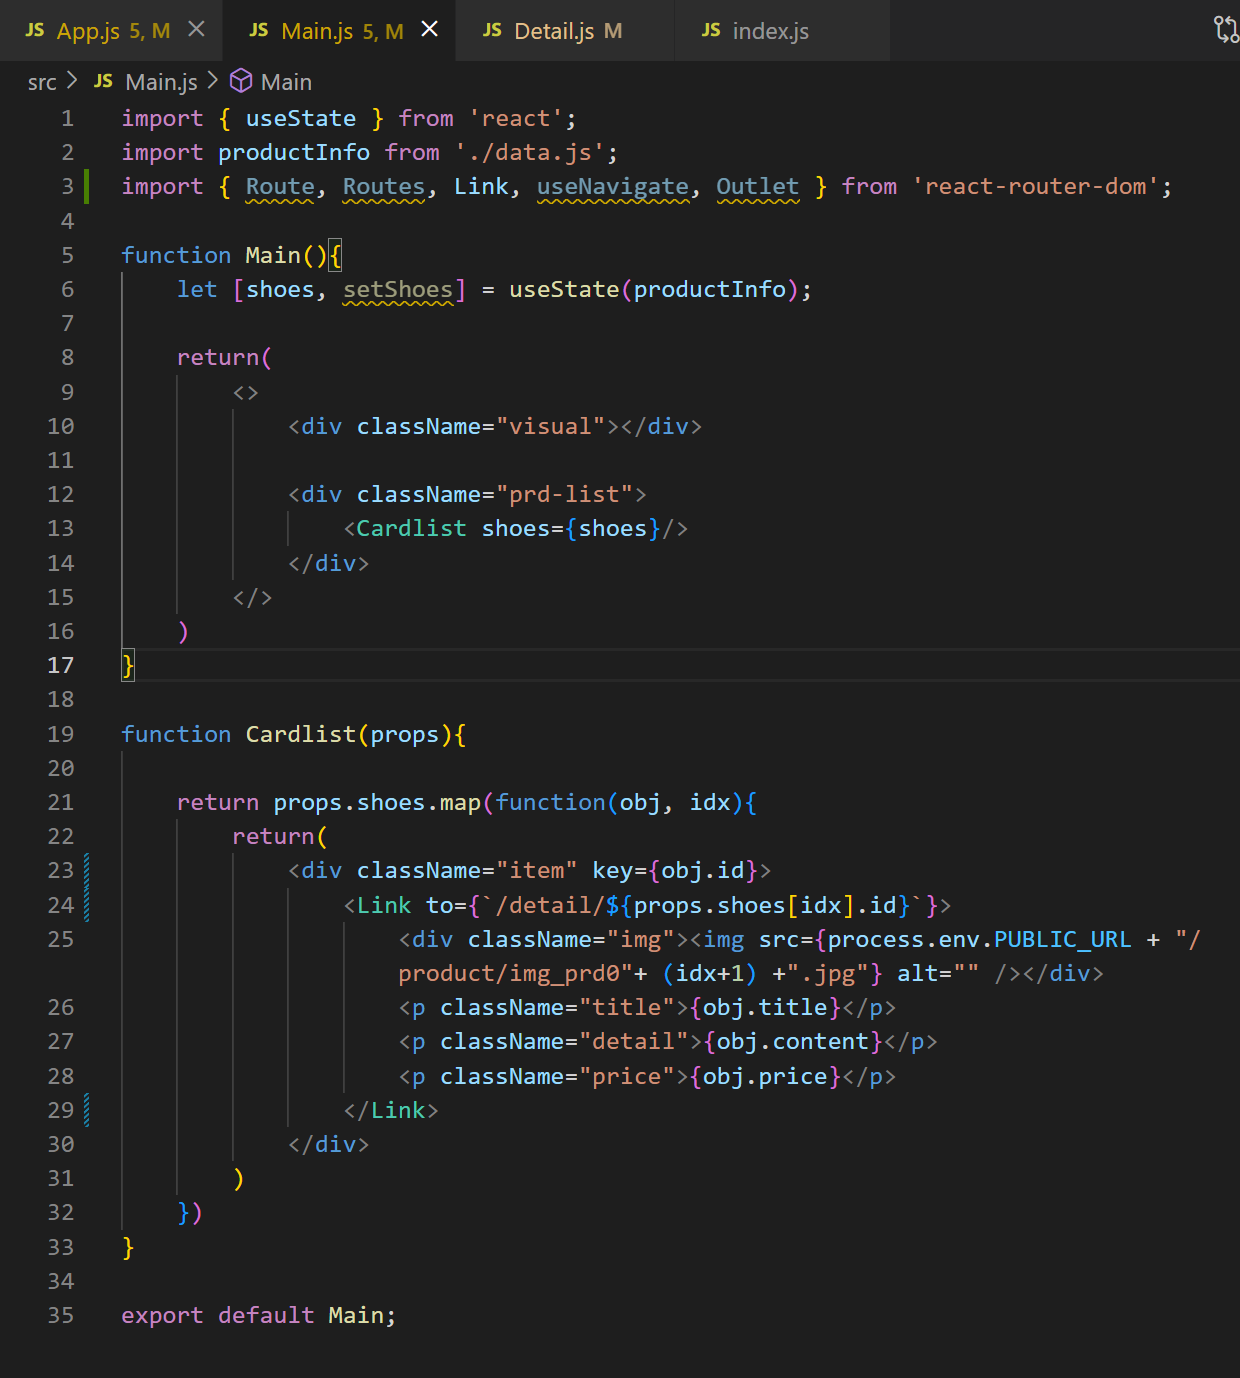 JS App.js 5, M × JS Main.js 5, M × JS Detail.js M JS index.js
src > JS Main.js > Main
1 import { useState } from 'react';
2 import productInfo from './data.js';
3 import { Route, Routes, Link, useNavigate, Outlet } from 'react-router-dom';
4
5 function Main(){
6     let [shoes, setShoes] = useState(productInfo);
7
8     return(
9         <>
10             <div className="visual"></div>
11
12             <div className="prd-list">
13                 <Cardlist shoes={shoes}/>
14             </div>
15         </>
16     )
17 }
18
19 function Cardlist(props){
20
21     return props.shoes.map(function(obj, idx){
22         return(
23             <div className="item" key={obj.id}>
24                 <Link to={`/detail/${props.shoes[idx].id}`}>
25                     <div className="img"><img src={process.env.PUBLIC_URL + "/
product/img_prd0"+ (idx+1) +".jpg"} alt="" /></div>
26                     <p className="title">{obj.title}</p>
27                     <p className="detail">{obj.content}</p>
28                     <p className="price">{obj.price}</p>
29                 </Link>
30             </div>
31         )
32     })
33 }
34
35 export default Main;